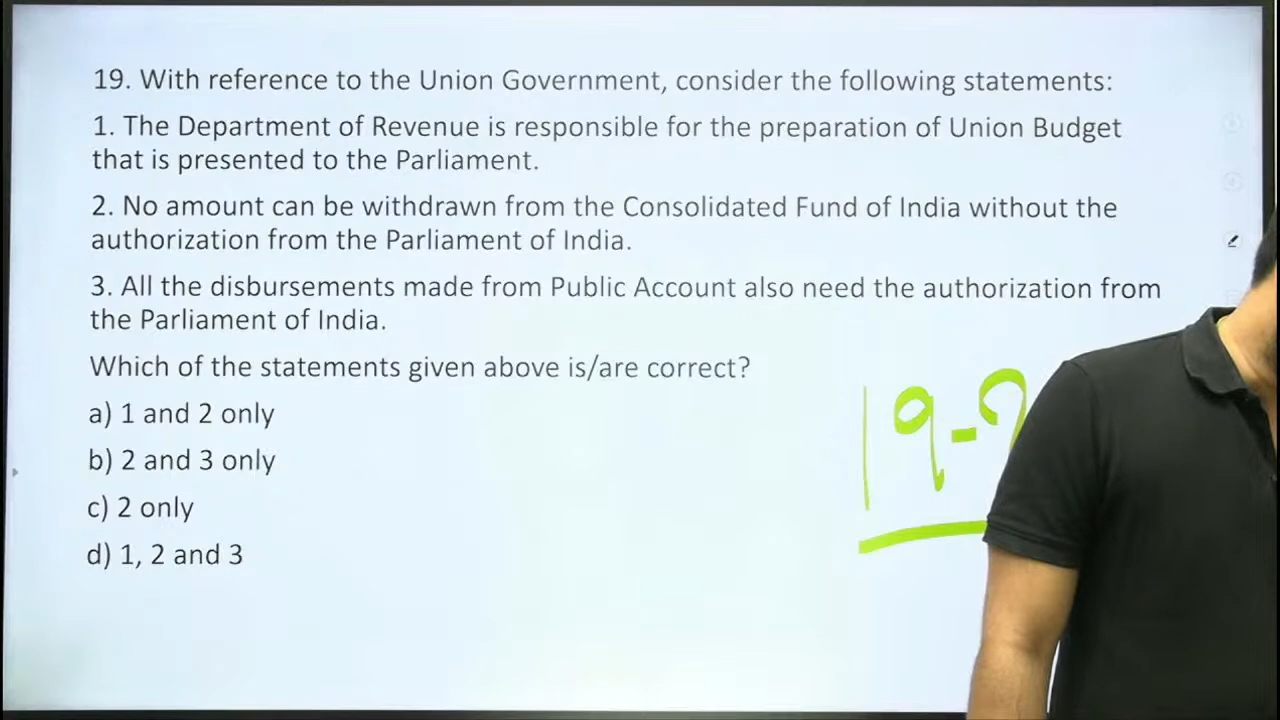 19. With reference to the Union Government, consider the following statements:
1. The Department of Revenue is responsible for the preparation of Union Budget
that is presented to the Parliament.
2. No amount can be withdrawn from the Consolidated Fund of India without the
authorization from the Parliament of India.
3. All the disbursements made from Public Account also need the authorization from
the Parliament of India.
Which of the statements given above is/are correct?
a) 1 and 2 only
b) 2 and 3 only
c) 2 only
d) 1, 2 and 3
19-